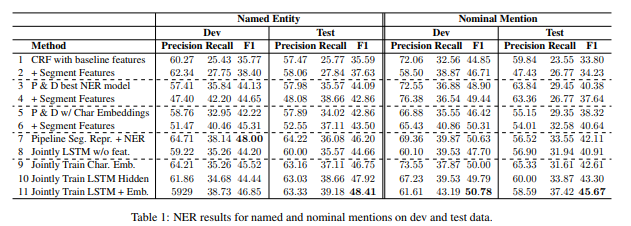 Named Entity Nominal Mention
Dev Test Dev Test
Method Precision Recall F1 Precision Recall F1 Precision Recall F1 Precision Recall F1
1 CRF with baseline features 60.27 25.43 35.77 57.47 25.77 35.59 72.06 32.56 44.85 59.84 23.55 33.80
2 + Segment Features 62.34 27.75 38.40 58.06 27.84 37.63 58.50 38.87 46.71 47.43 26.77 34.23
3 P & D best NER model 57.41 35.84 44.13 57.98 35.57 44.09 72.55 36.88 48.90 63.84 29.45 40.38
4 + Segment Features 47.40 42.20 44.65 48.08 38.66 42.86 76.38 36.54 49.44 63.36 26.77 37.64
5 P & D w/ Char Embeddings 58.76 32.95 42.22 57.89 34.02 42.86 66.88 35.55 46.42 55.15 29.35 38.32
6 + Segment Features 51.47 40.46 45.31 52.55 37.11 43.50 65.43 40.86 50.31 54.01 32.58 40.64
7 Pipeline Seg. Repr. + NER 64.71 38.14 48.00 64.22 36.08 46.20 69.36 39.87 50.63 56.52 33.55 42.11
8 Jointly LSTM w/o feat. 59.22 35.26 44.20 60.00 35.57 44.66 60.10 39.53 47.70 56.90 31.94 40.91
9 Jointly Train Char. Emb. 64.21 35.26 45.52 63.16 37.11 46.75 73.55 37.87 50.00 65.33 31.61 42.61
10 Jointly Train LSTM Hidden 61.86 34.68 44.44 63.03 38.66 47.92 67.23 39.53 49.79 60.00 33.87 43.30
11 Jointly Train LSTM + Emb. 5929 38.73 46.85 63.33 39.18 48.41 61.61 43.19 50.78 58.59 37.42 45.67
Table 1: NER results for named and nominal mentions on dev and test data.